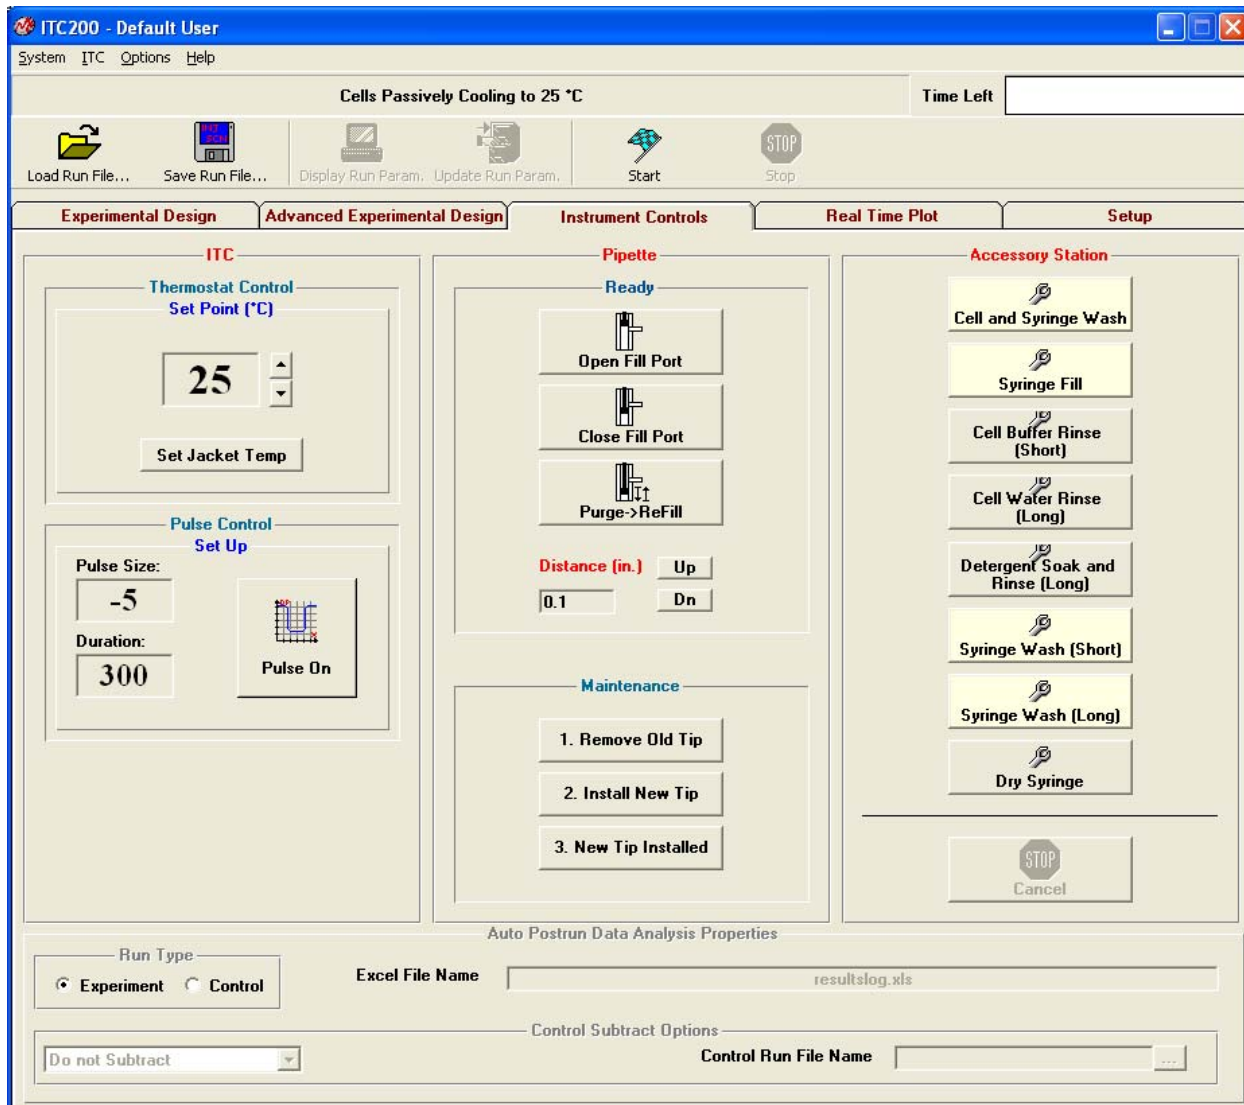 ITC200 - Default User
System ITC Options Help
Cells Passively Cooling to 25 °C
Time Left
Load Run File... Save Run File... Display Run Param. Update Run Param. Start Stop
STOP
Experimental Design Advanced Experimental Design Instrument Controls Real Time Plot Setup
ITC
Thermostat Control
Set Point (°C)
25
Set Jacket Temp
Pulse Control
Set Up
Pulse Size:
-5
Duration:
300
Pulse On
Pipette
Ready
Open Fill Port
Close Fill Port
Purge->ReFill
Distance (in.) Up
0.1 Dn
Maintenance
1. Remove Old Tip
2. Install New Tip
3. New Tip Installed
Accessory Station
Cell and Syringe Wash
Syringe Fill
Cell Buffer Rinse
(Short)
Cell Water Rinse
(Long)
Detergent Soak and
Rinse (Long)
Syringe Wash (Short)
Syringe Wash (Long)
Dry Syringe
STOP
Cancel
Auto Postrun Data Analysis Properties
Run Type
Experiment Control
Excel File Name resultslog.xls
Control Subtract Options
Do not Subtract
Control Run File Name ...